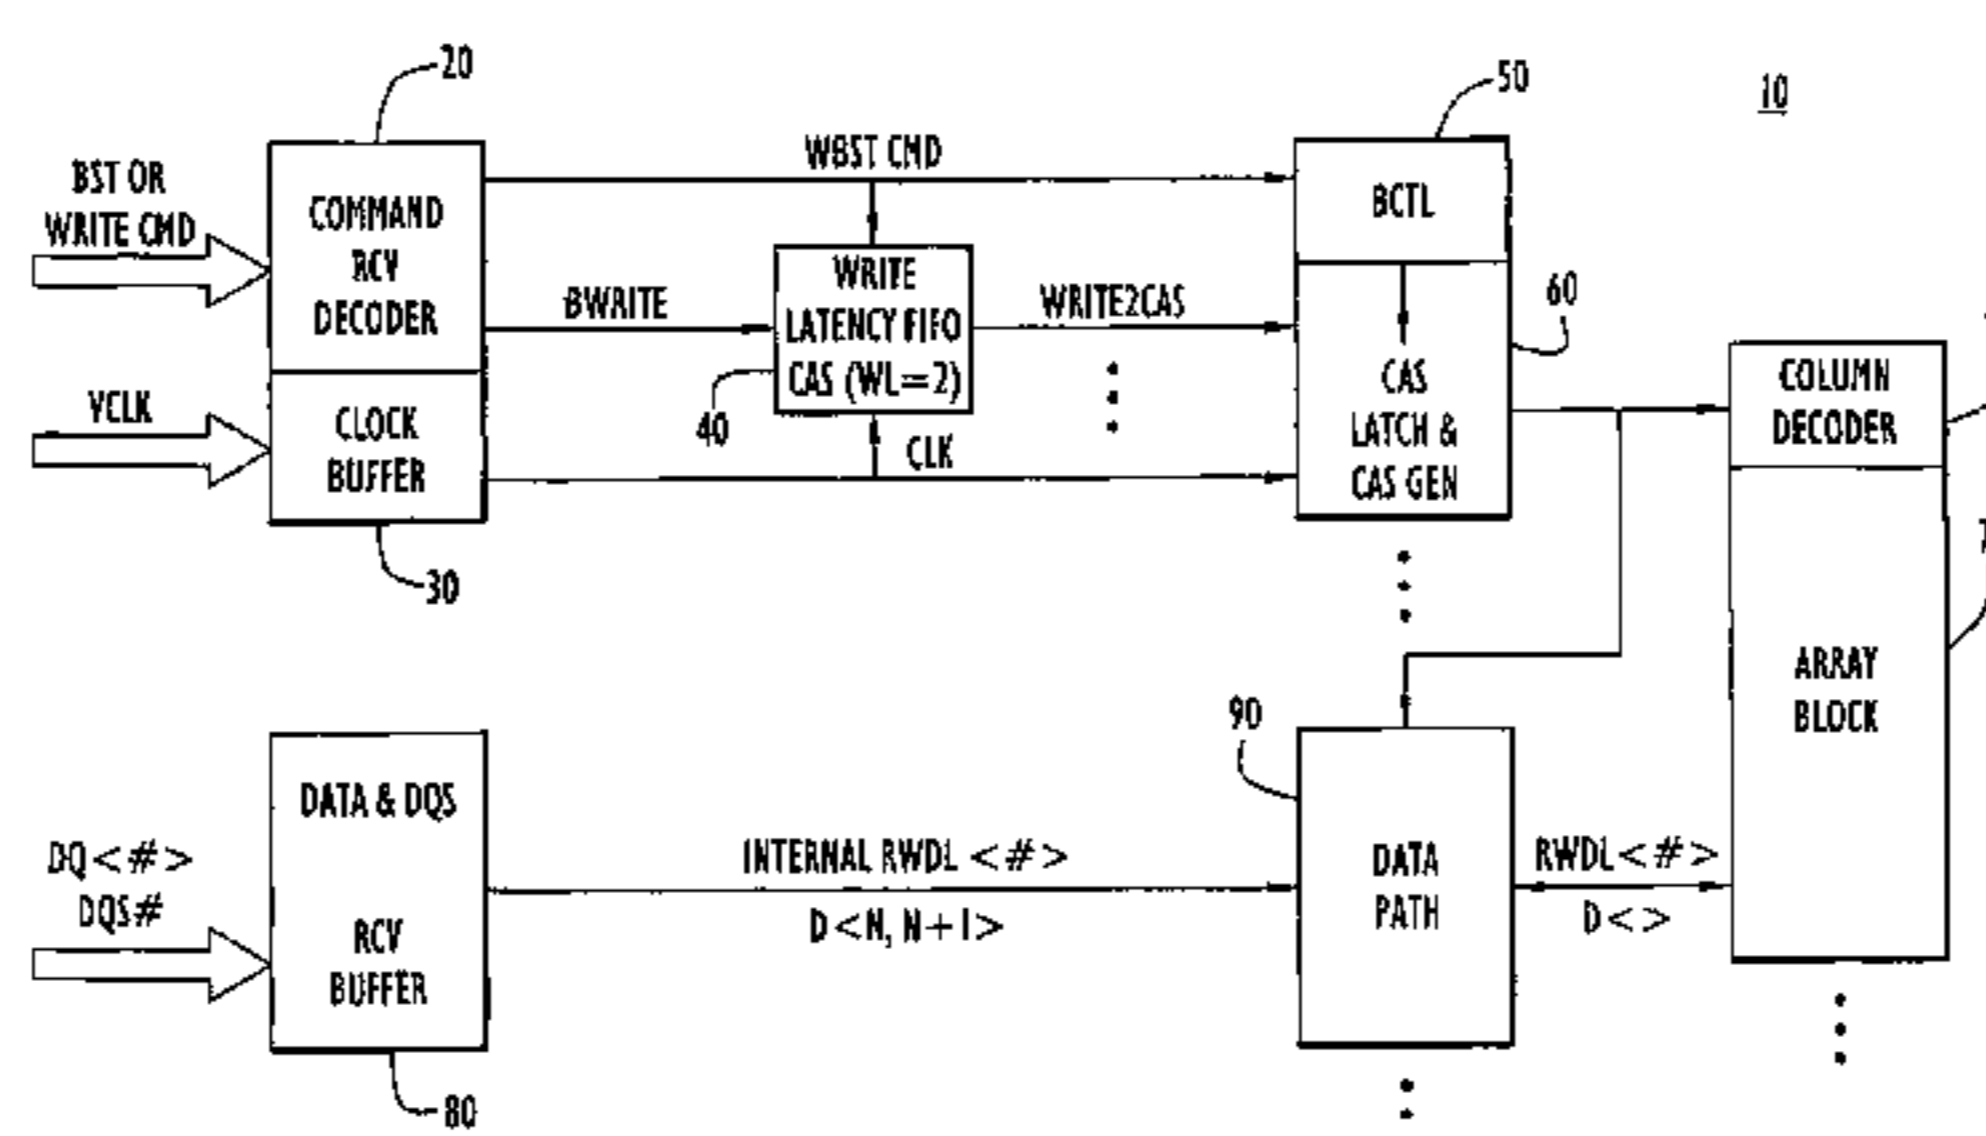 20
50
10
BST OR
WRITE CMD
COMMAND
RCV
DECODER
WBST CMD
BCTL
BWRITE
WRITE
LATENCY FIFO
CAS (WL=2)
WRITE2CAS
60
40
VCLK
CLOCK
BUFFER
CLK
CAS
LATCH &
CAS GEN
COLUMN
DECODER
30
ARRAY
BLOCK
90
DATA & DQS
RCV
BUFFER
DQ<#>
DQS#
INTERNAL RWDL <#>
D<N, N+1>
DATA
PATH
RWDL<#>
D<>
80